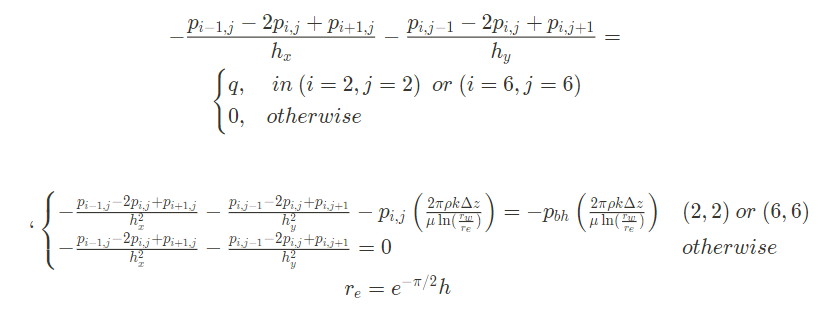 $-\frac{p_{i-1,j} - 2p_{i,j} + p_{i+1,j}}{h_x} - \frac{p_{i,j-1} - 2p_{i,j} + p_{i,j+1}}{h_y} =$
$\begin{cases} q, & in\ (i = 2, j = 2)\ or\ (i = 6, j = 6) \\ 0, & otherwise \end{cases}$
‘ $\begin{cases} -\frac{p_{i-1,j} - 2p_{i,j} + p_{i+1,j}}{h_x^2} - \frac{p_{i,j-1} - 2p_{i,j} + p_{i,j+1}}{h_y^2} - p_{i,j} \left( \frac{2\pi\rho k\Delta z}{\mu \ln(\frac{r_w}{r_e})} \right) = -p_{bh} \left( \frac{2\pi\rho k\Delta z}{\mu \ln(\frac{r_w}{r_e})} \right) & (2, 2)\ or\ (6, 6) \\ -\frac{p_{i-1,j} - 2p_{i,j} + p_{i+1,j}}{h_x^2} - \frac{p_{i,j-1} - 2p_{i,j} + p_{i,j+1}}{h_y^2} = 0 & otherwise \end{cases}$
$r_e = e^{-\pi/2} h$